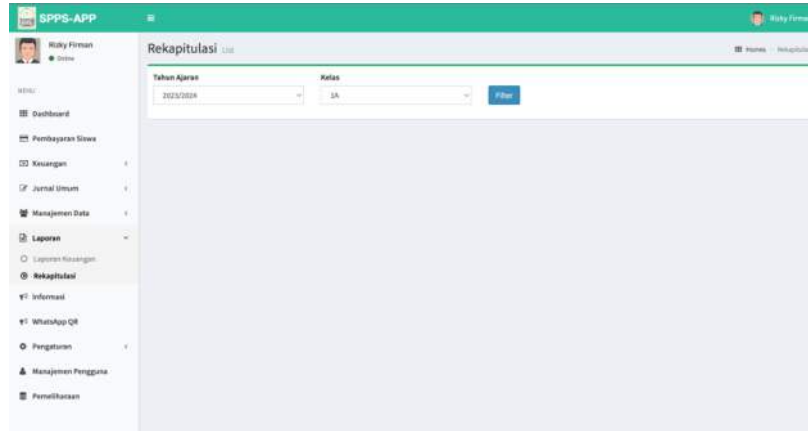 SPPS-APP
Rizky Firman
Rizky Firman
Online
Rekapitulasi List
Home
MENU
Tahun Ajaran
Kelas
2023/2024
1A
Filter
Dashboard
Pembayaran Siswa
Keuangan
Jurnal Umum
Manajemen Data
Laporan
Laporan Keuangan
Rekapitulasi
Informasi
WhatsApp QR
Pengaturan
Manajemen Pengguna
Pemeliharaan